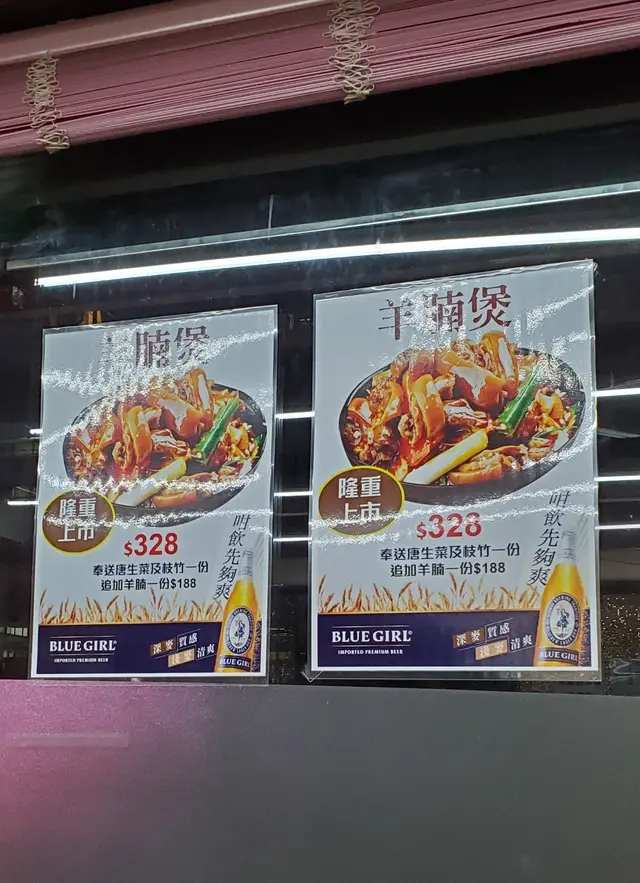 腩煲
隆重
上市
$328
奉送唐生菜及枝竹一份
追加羊腩一份$188
咁飲先夠爽
BLUE GIRL®
IMPORTED PREMIUM BEER
深麥質感
淺麥清爽
BLUE GIRL
羊腩煲
隆重
上市
$328
奉送唐生菜及枝竹一份
追加羊腩一份$188
咁飲先夠爽
BLUE GIRL®
IMPORTED PREMIUM BEER
深麥質感
淺麥清爽
BLUE GIRL